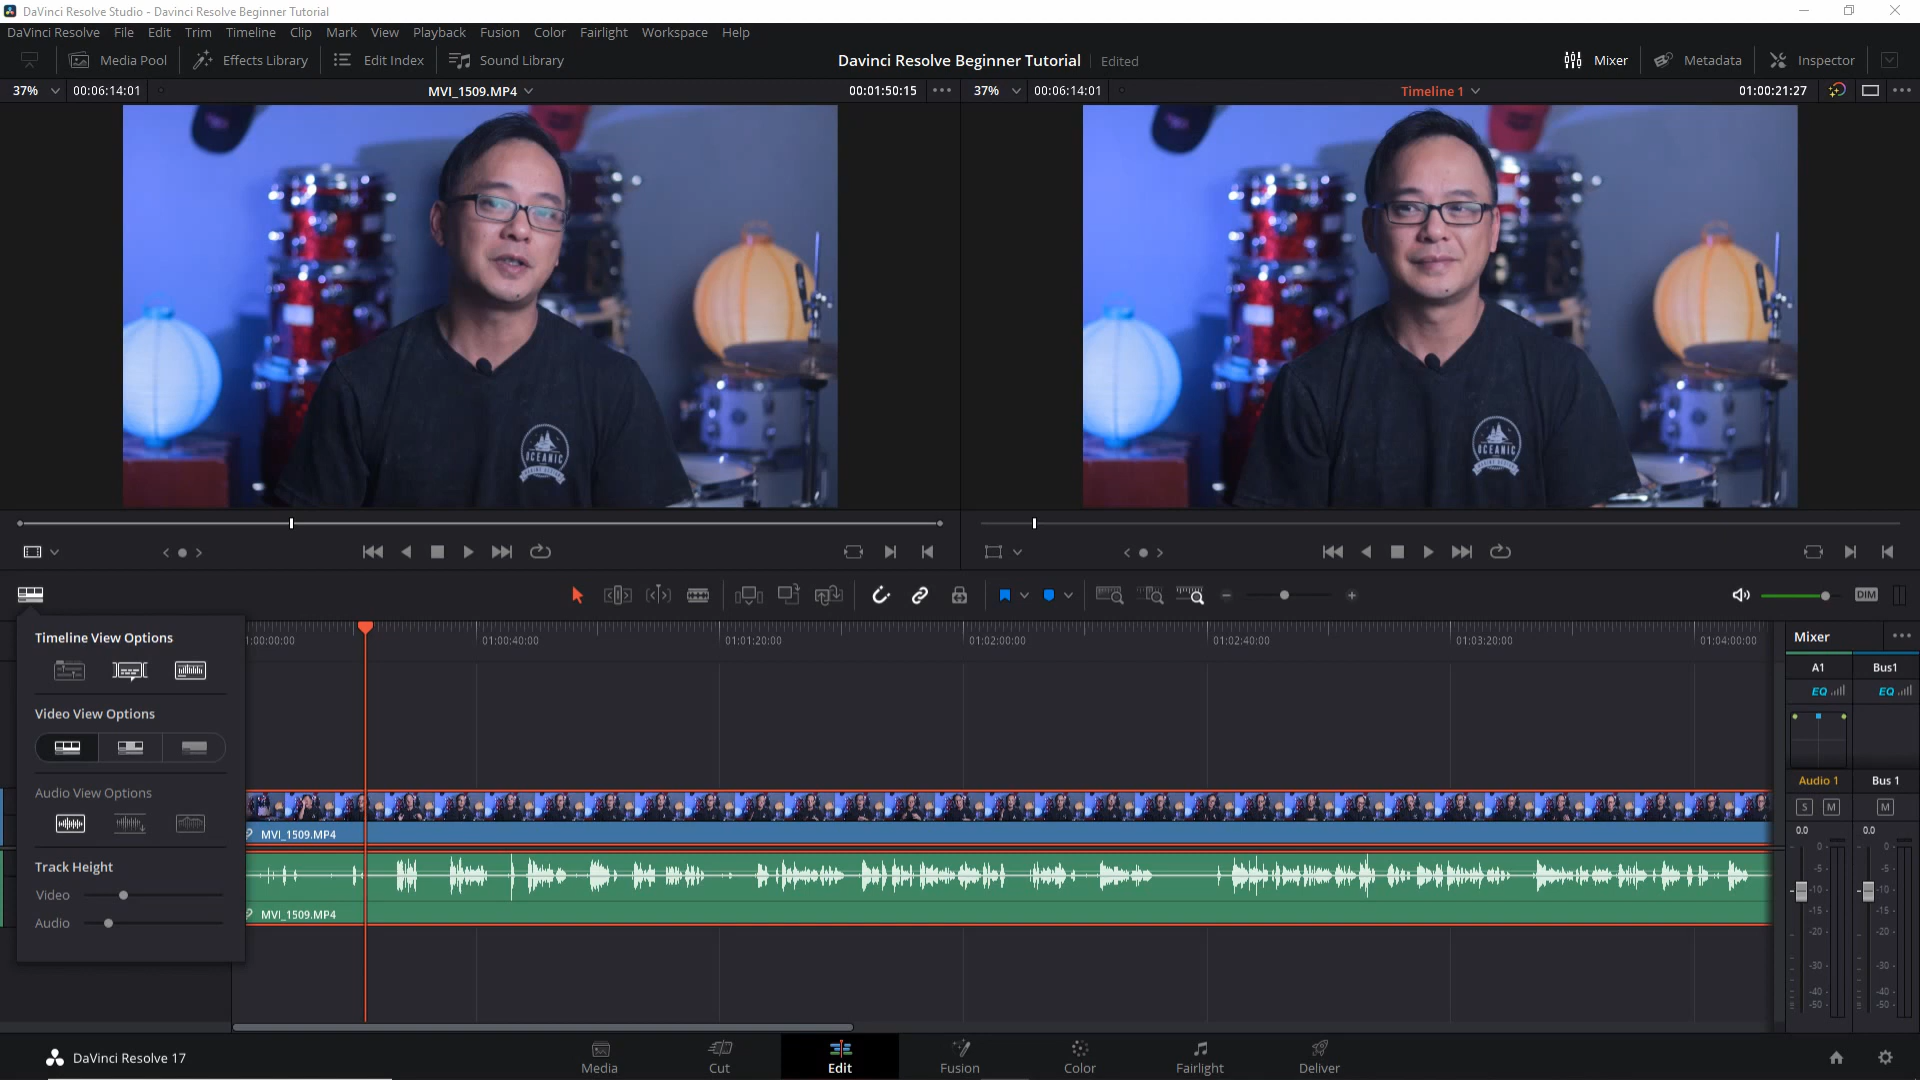 DaVinci Resolve Studio - Davinci Resolve Beginner Tutorial
DaVinci Resolve File Edit Trim Timeline Clip Mark View Playback Fusion Color Fairlight Workspace Help
Media Pool Effects Library Edit Index Sound Library Davinci Resolve Beginner Tutorial Edited Mixer Metadata Inspector
37% 00:06:14:01 MVI_1509.MP4 00:01:50:15 37% 00:06:14:01 Timeline 1 01:00:21:27
OCEANIC
OCEANIC
DIM
Timeline View Options
01:00:40:00 01:01:20:00 01:02:00:00 01:02:40:00 01:03:20:00 01:04:00:00
Mixer
A1 Bus1
EQ EQ
Video View Options
Audio View Options
Audio 1 Bus 1
S M M
MVI_1509.MP4
0.0 0.0
0 0
-5 -5
-10 -10
-15 -15
-20 -20
-30 -30
-40 -40
-50 -50
Track Height
Video
Audio
MVI_1509.MP4
DaVinci Resolve 17
Media Cut Edit Fusion Color Fairlight Deliver